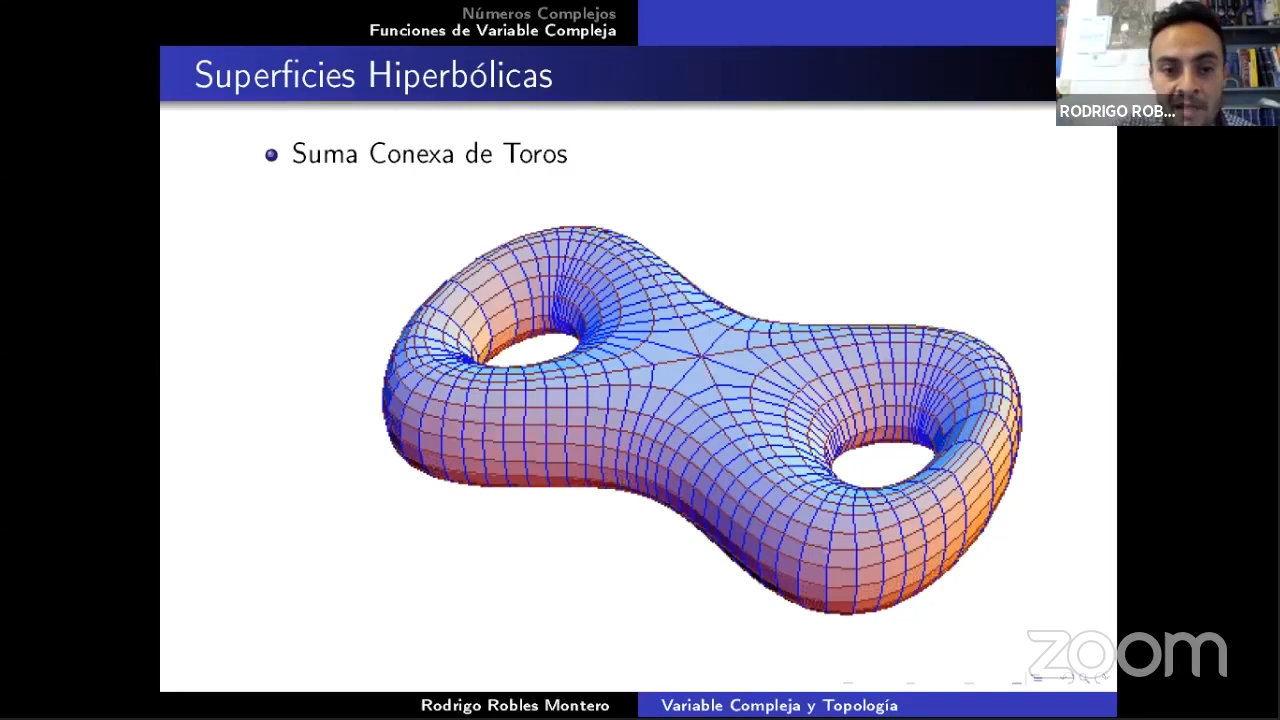 Números Complejos
Funciones de Variable Compleja
Superficies Hiperbólicas
RODRIGO ROB...
Suma Conexa de Toros
zoom
Rodrigo Robles Montero
Variable Compleja y Topología